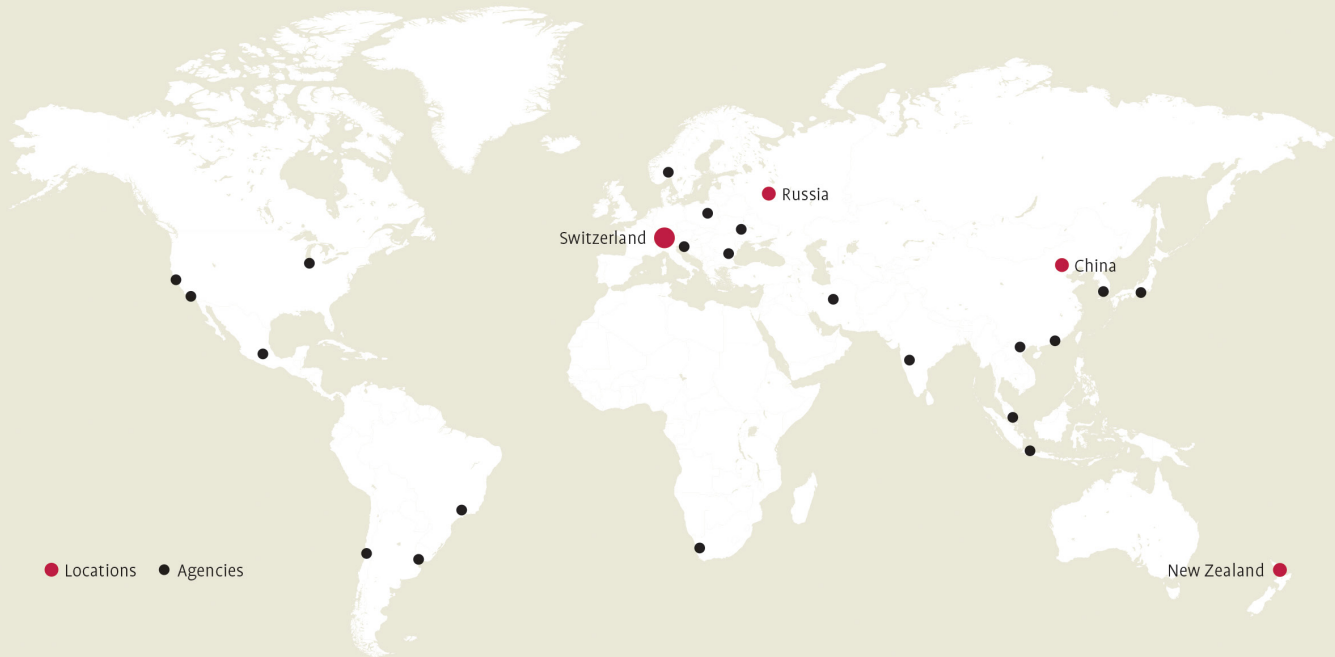 Russia
Switzerland
China
Locations
Agencies
New Zealand